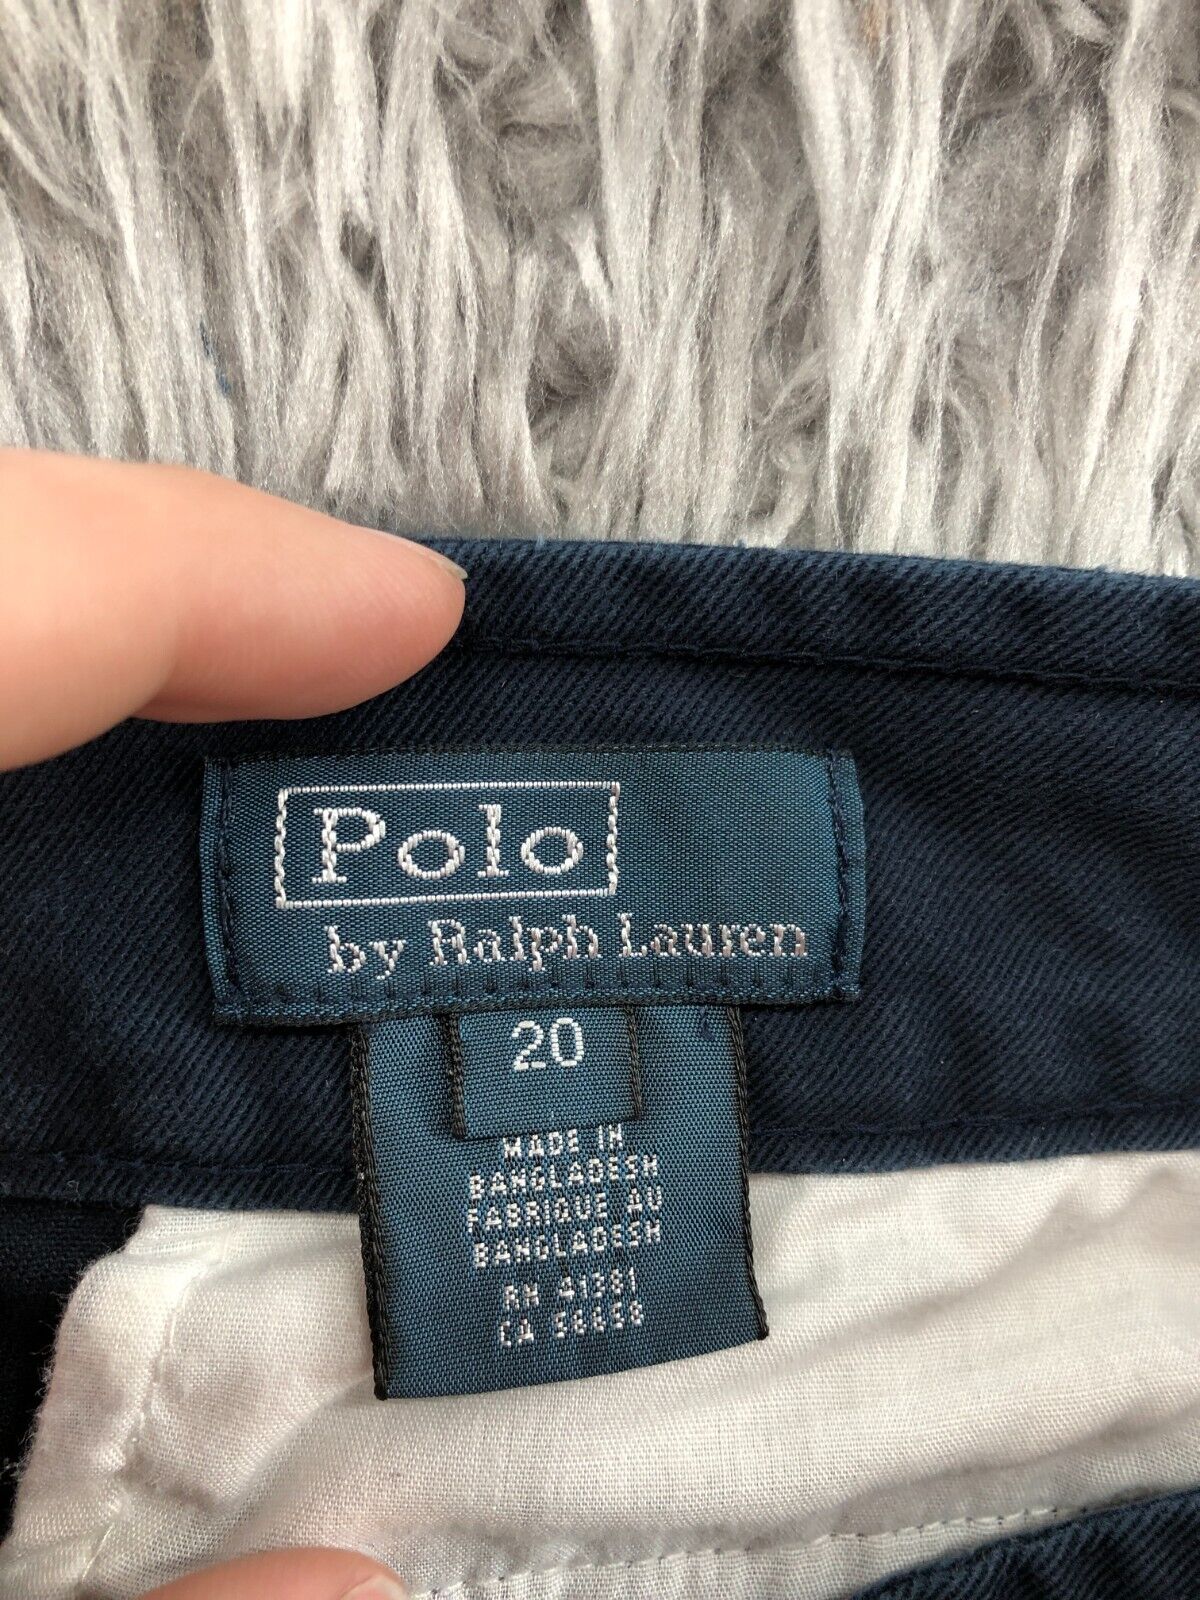 Polo
by Ralph Lauren
20
MADE IN
BANGLADESH
FABRIQUE AU
BANGLADESH
RN 41381
CA 56658